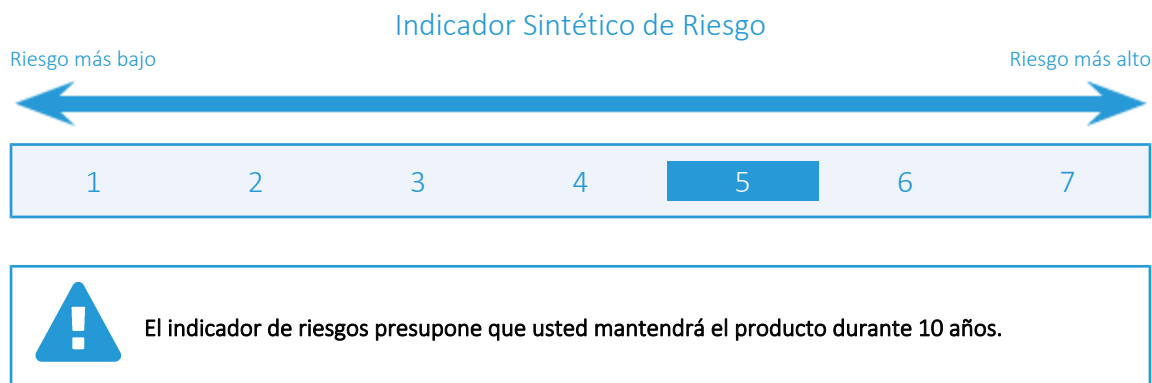 Indicador Sintético de Riesgo
Riesgo más bajo Riesgo más alto
1 2 3 4 5 6 7
El indicador de riesgos presupone que usted mantendrá el producto durante 10 años.